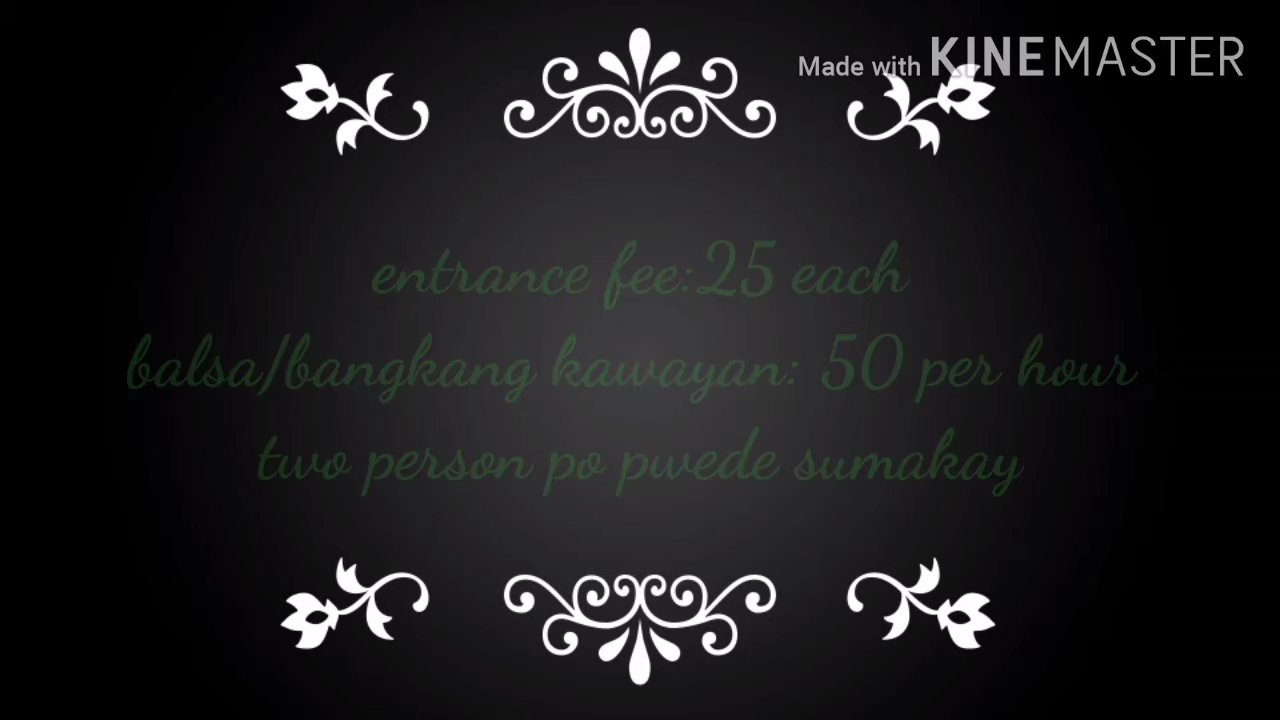 Made with KINEMASTER
entrance fee:25 each
balsa/bangkang kawayan: 50 per hour
two person po pwede sumakay